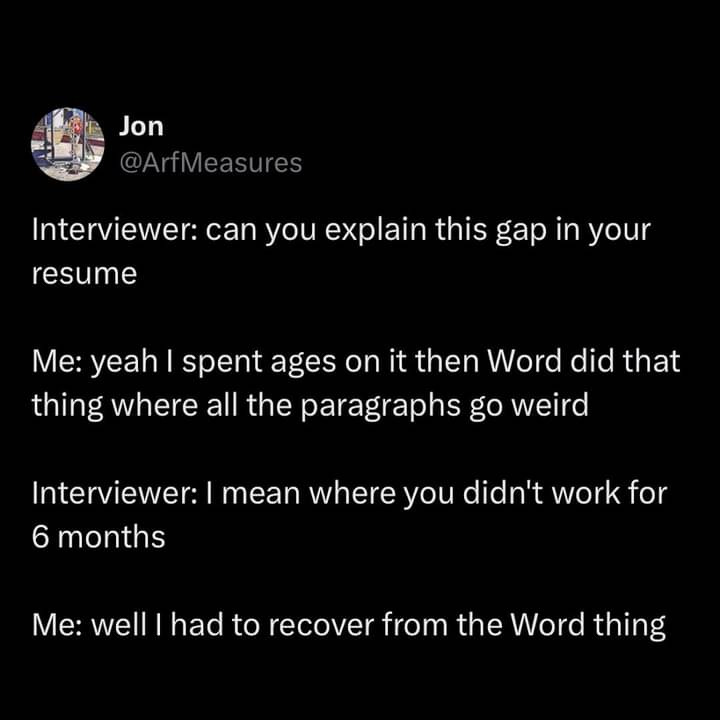 Jon
@ArfMeasures
Interviewer: can you explain this gap in your
resume
Me: yeah I spent ages on it then Word did that
thing where all the paragraphs go weird
Interviewer: I mean where you didn't work for
6 months
Me: well I had to recover from the Word thing